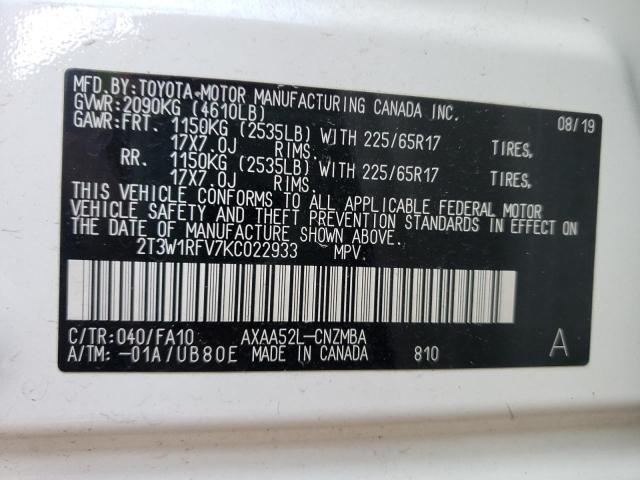 MFD.BY:TOYOTA MOTOR MANUFACTURING CANADA INC.
GVWR:2090KG (4610LB) 08/19
GAWR:FRT. 1150KG (2535LB) WITH 225/65R17 TIRES,
17X7.0J RIMS.
RR. 1150KG (2535LB) WITH 225/65R17 TIRES,
17X7.0J RIMS.
THIS VEHICLE CONFORMS TO ALL APPLICABLE FEDERAL MOTOR
VEHICLE SAFETY AND THEFT PREVENTION STANDARDS IN EFFECT ON
THE DATE OF MANUFACTURE SHOWN ABOVE.
2T3W1RFV7KC022933 MPV.
C/TR:040/FA10 AXAA52L-CNZMBA
A/TM: -01A/UB80E MADE IN CANADA 810 A